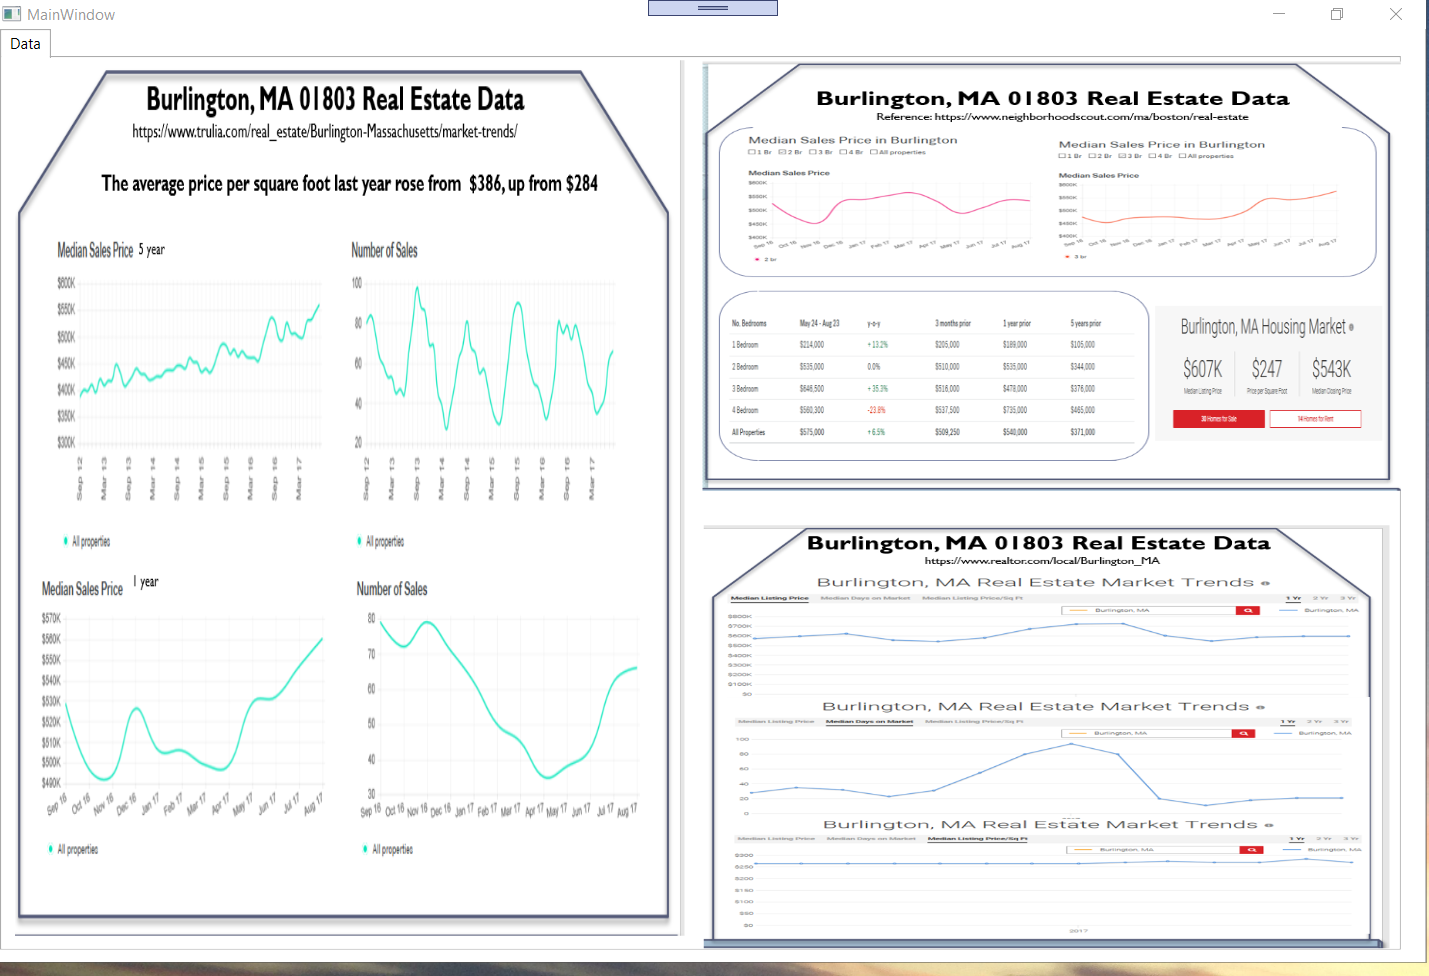 MainWindow
Data
Burlington, MA 01803 Real Estate Data
https://www.trulia.com/real_estate/Burlington-Massachusetts/market-trends/
The average price per square foot last year rose from $386, up from $284
Median Sales Price 5 year
$600K
$550K
$500K
$450K
$400K
$350K
$300K
Sep 12 Mar 13 Sep 13 Mar 14 Sep 14 Mar 15 Sep 15 Mar 16 Sep 16 Mar 17
All properties
Number of Sales
100
80
60
40
20
Sep 12 Mar 13 Sep 13 Mar 14 Sep 14 Mar 15 Sep 15 Mar 16 Sep 16 Mar 17
All properties
Median Sales Price 1 year
$570K
$560K
$550K
$540K
$530K
$520K
$510K
$500K
$490K
Sep 16 Oct 16 Nov 16 Dec 16 Jan 17 Feb 17 Mar 17 Apr 17 May 17 Jun 17 Jul 17 Aug 17
All properties
Number of Sales
80
70
60
50
40
30
Sep 16 Oct 16 Nov 16 Dec 16 Jan 17 Feb 17 Mar 17 Apr 17 May 17 Jun 17 Jul 17 Aug 17
All properties
Burlington, MA 01803 Real Estate Data
Reference: https://www.neighborhoodscout.com/ma/boston/real-estate
Median Sales Price in Burlington
1 Br 2 Br 3 Br 4 Br All properties
Median Sales Price
$600K
$550K
$500K
$450K
Sep 16 Oct 16 Nov 16 Dec 16 Jan 17 Feb 17 Mar 17 Apr 17 May 17 Jun 17 Jul 17 Aug 17
2 br
Median Sales Price in Burlington
1 Br 2 Br 3 Br 4 Br All properties
Median Sales Price
Sep 16 Oct 16 Nov 16 Dec 16 Jan 17 Feb 17 Mar 17 Apr 17 May 17 Jun 17 Jul 17 Aug 17
3 br
No. Bedrooms May 24 - Aug 23 y-o-y 3 months prior 1 year prior 5 years prior
1 Bedroom $214,000 +13.2% $205,000 $189,000 $105,000
2 Bedroom $535,000 0.0% $510,000 $535,000 $344,000
3 Bedroom $646,500 +35.3% $516,000 $478,000 $376,000
4 Bedroom $560,300 -23.8% $537,500 $735,000 $465,000
All Properties $575,000 +6.5% $509,250 $540,000 $371,000
Burlington, MA Housing Market
$607K $247 $543K
Median Listing Price Price per Square Foot Median Closing Price
Homes for Sale 14 Homes for Rent
Burlington, MA 01803 Real Estate Data
https://www.realtor.com/local/Burlington_MA
Burlington, MA Real Estate Market Trends
Median Listing Price Median Days on Market Median Listing Price/Sq Ft 1 Yr 2 Yr 3 Yr
Burlington, MA Burlington, MA
$800K
$700K
$600K
$500K
$400K
$300K
$200K
$100K
$0
Burlington, MA Real Estate Market Trends
Median Listing Price Median Days on Market Median Listing Price/Sq Ft 1 Yr 2 Yr 3 Yr
Burlington, MA Burlington, MA
100
80
60
40
20
0
Burlington, MA Real Estate Market Trends
Median Listing Price Median Days on Market Median Listing Price/Sq Ft 1 Yr 2 Yr 3 Yr
Burlington, MA Burlington, MA
$300
$250
$200
$150
$100
$50
$0
2017